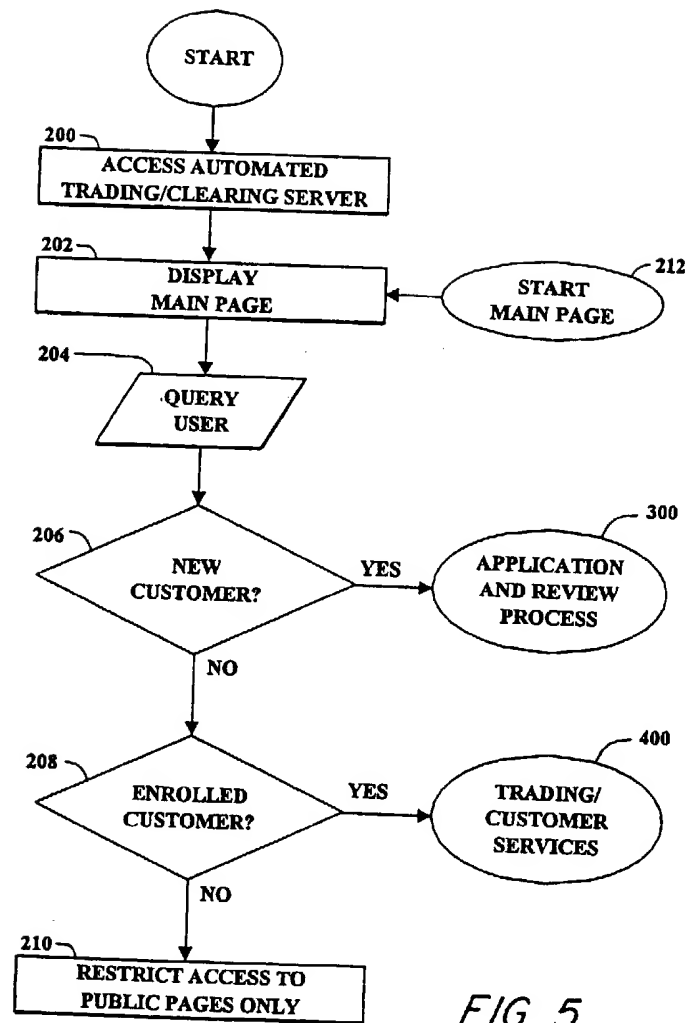 START
200
ACCESS AUTOMATED
TRADING/CLEARING SERVER
202
DISPLAY
MAIN PAGE
212
START
MAIN PAGE
204
QUERY
USER
206
NEW
CUSTOMER?
YES
300
APPLICATION
AND REVIEW
PROCESS
NO
208
ENROLLED
CUSTOMER?
YES
400
TRADING/
CUSTOMER
SERVICES
NO
210
RESTRICT ACCESS TO
PUBLIC PAGES ONLY
FIG. 5